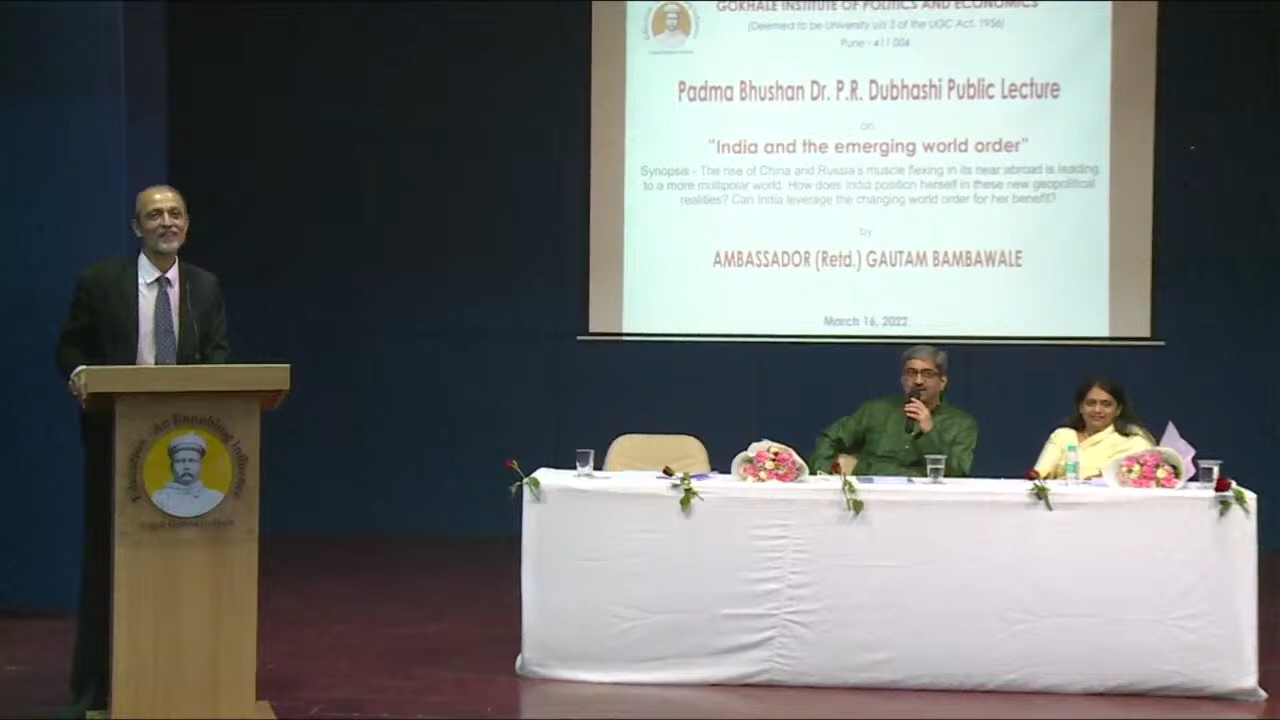 GOKHALE INSTITUTE OF POLITICS AND ECONOMICS
(Deemed to be University u/s 3 of the UGC Act, 1956)
Pune - 411 004
Padma Bhushan Dr. P.R. Dubhashi Public Lecture
on
"India and the emerging world order"
Synopsis - The rise of China and Russia's muscle flexing in its near abroad is leading
to a more multipolar world. How does India position herself in these new geopolitical
realities? Can India leverage the changing world order for her benefit?
by
AMBASSADOR (Retd.) GAUTAM BAMBAWALE
March 16, 2022
Education - An Ennobling Influence